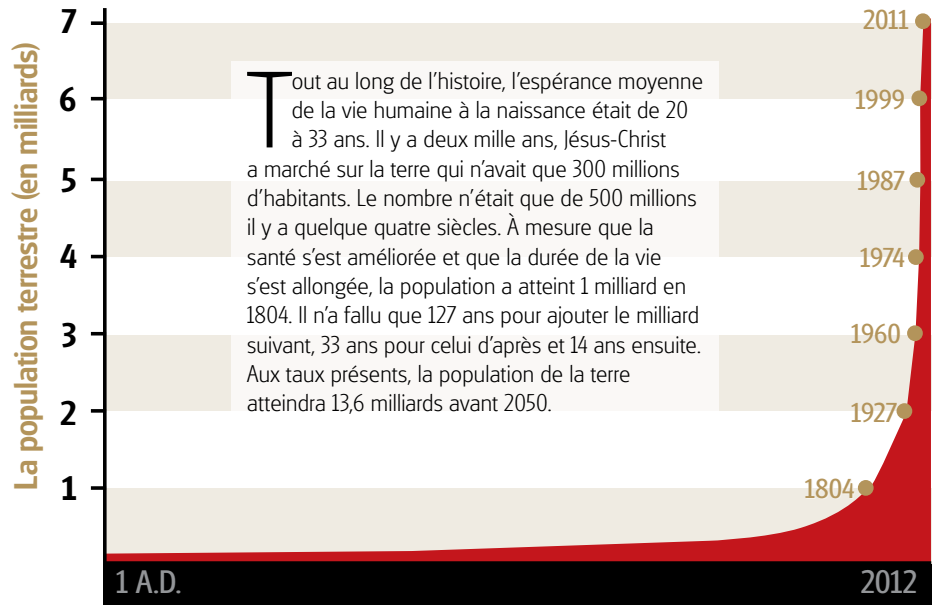 La population terrestre (en milliards)
7
6
5
4
3
2
1
2011
1999
1987
1974
1960
1927
1804
Tout au long de l'histoire, l'espérance moyenne
de la vie humaine à la naissance était de 20
à 33 ans. Il y a deux mille ans, Jésus-Christ
a marché sur la terre qui n'avait que 300 millions
d'habitants. Le nombre n'était que de 500 millions
il y a quelque quatre siècles. À mesure que la
santé s'est améliorée et que la durée de la vie
s'est allongée, la population a atteint 1 milliard en
1804. Il n'a fallu que 127 ans pour ajouter le milliard
suivant, 33 ans pour celui d'après et 14 ans ensuite.
Aux taux présents, la population de la terre
atteindra 13,6 milliards avant 2050.
1 A.D.
2012